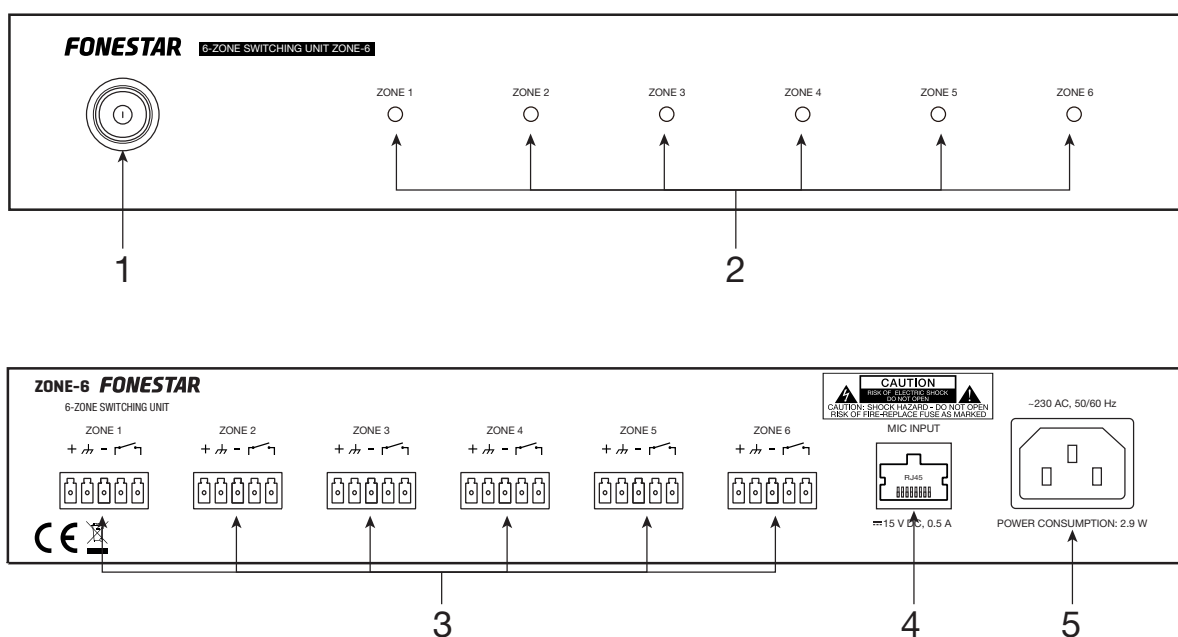 FONESTAR 6-ZONE SWITCHING UNIT ZONE-6
ZONE 1 ZONE 2 ZONE 3 ZONE 4 ZONE 5 ZONE 6
1 2
ZONE-6 FONESTAR
6-ZONE SWITCHING UNIT
CAUTION
RISK OF ELECTRIC SHOCK
DO NOT OPEN
CAUTION: SHOCK HAZARD - DO NOT OPEN
RISK OF FIRE-REPLACE FUSE AS MARKED
~230 AC, 50/60 Hz
ZONE 1 ZONE 2 ZONE 3 ZONE 4 ZONE 5 ZONE 6 MIC INPUT
+ - + - + - + - + - + -
RJ45
CE
15 V DC, 0.5 A POWER CONSUMPTION: 2.9 W
3 4 5